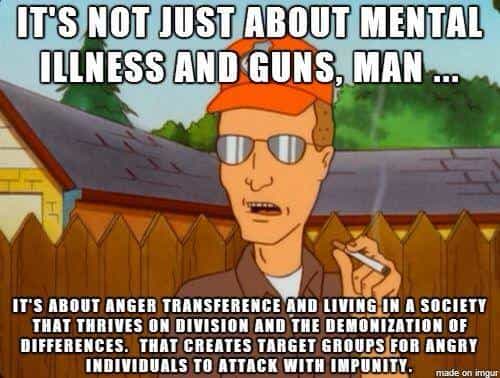 IT'S NOT JUST ABOUT MENTAL
ILLNESS AND GUNS, MAN ...
IT'S ABOUT ANGER TRANSFERENCE AND LIVING IN A SOCIETY
THAT THRIVES ON DIVISION AND THE DEMONIZATION OF
DIFFERENCES. THAT CREATES TARGET GROUPS FOR ANGRY
INDIVIDUALS TO ATTACK WITH IMPUNITY.
made on imgur